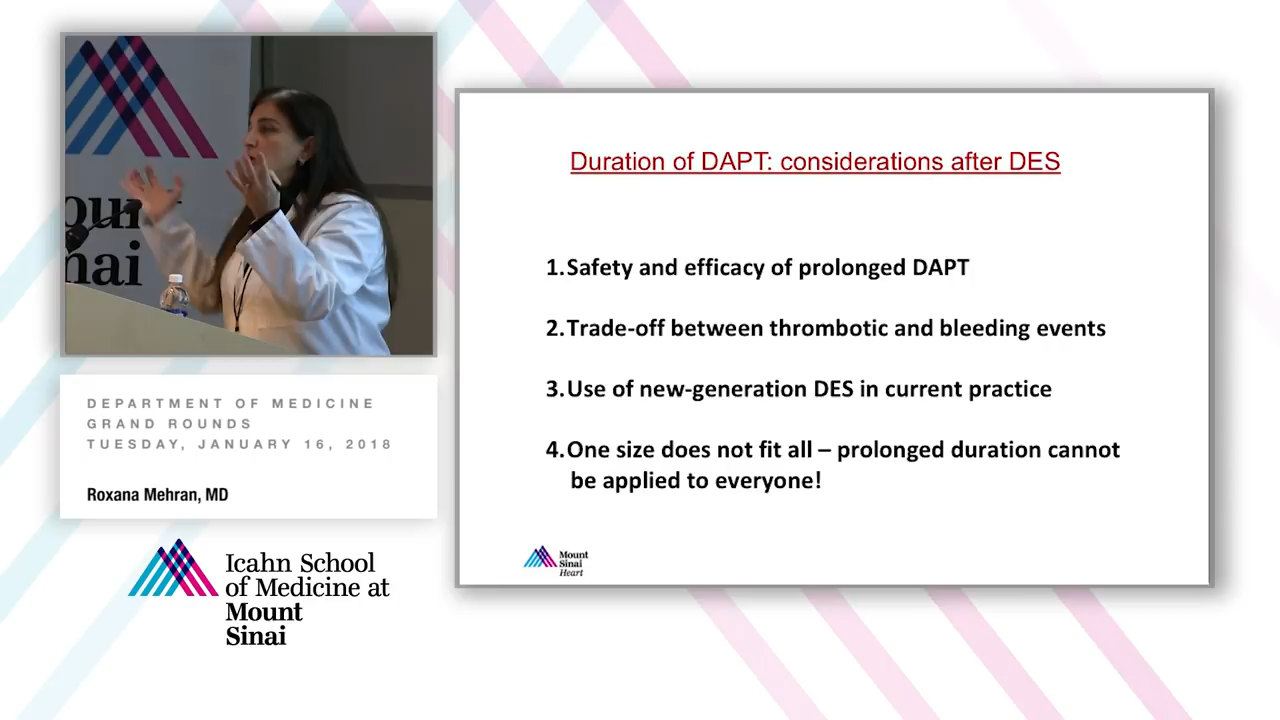 Duration of DAPT: considerations after DES
1.Safety and efficacy of prolonged DAPT
2.Trade-off between thrombotic and bleeding events
3.Use of new-generation DES in current practice
4.One size does not fit all – prolonged duration cannot
be applied to everyone!
Mount
Sinai
Heart
DEPARTMENT OF MEDICINE
GRAND ROUNDS
TUESDAY, JANUARY 16, 2018
Roxana Mehran, MD
Icahn School
of Medicine at
Mount
Sinai